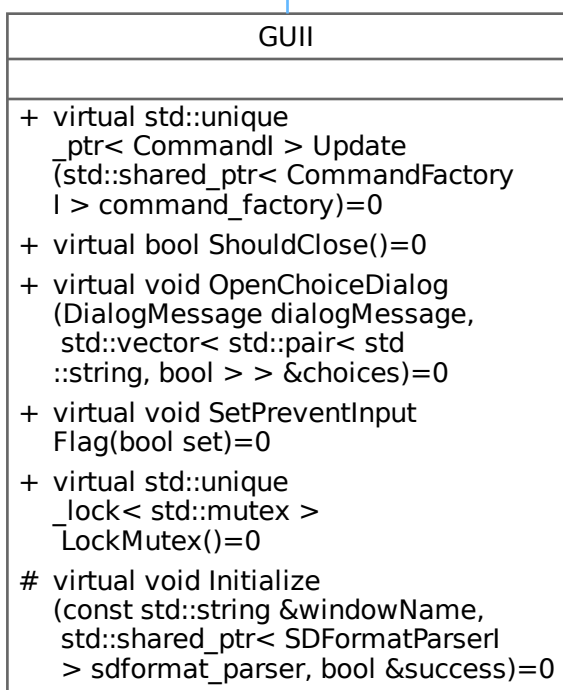 GUII
+ virtual std::unique
_ptr< CommandI > Update
(std::shared_ptr< CommandFactory
I > command_factory)=0
+ virtual bool ShouldClose()=0
+ virtual void OpenChoiceDialog
(DialogMessage dialogMessage,
std::vector< std::pair< std
::string, bool > > &choices)=0
+ virtual void SetPreventInput
Flag(bool set)=0
+ virtual std::unique
_lock< std::mutex >
LockMutex()=0
# virtual void Initialize
(const std::string &windowName,
std::shared_ptr< SDFormatParserI
> sdformat_parser, bool &success)=0